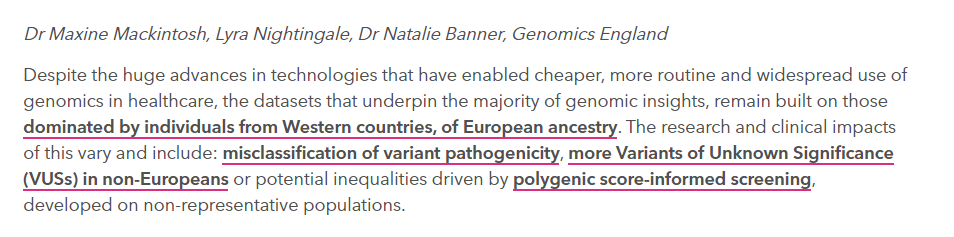 Dr Maxine Mackintosh, Lyra Nightingale, Dr Natalie Banner, Genomics England
Despite the huge advances in technologies that have enabled cheaper, more routine and widespread use of
genomics in healthcare, the datasets that underpin the majority of genomic insights, remain built on those
dominated by individuals from Western countries, of European ancestry. The research and clinical impacts
of this vary and include: misclassification of variant pathogenicity, more Variants of Unknown Significance
(VUSs) in non-Europeans or potential inequalities driven by polygenic score-informed screening,
developed on non-representative populations.